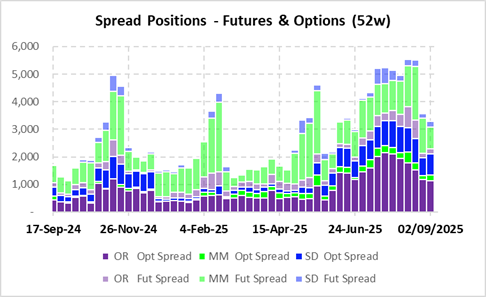 Spread Positions - Futures & Options (52w)
6,000
5,000
4,000
3,000
2,000
1,000
-
17-Sep-24 26-Nov-24 4-Feb-25 15-Apr-25 24-Jun-25 02/09/2025
OR Opt Spread MM Opt Spread SD Opt Spread
OR Fut Spread MM Fut Spread SD Fut Spread